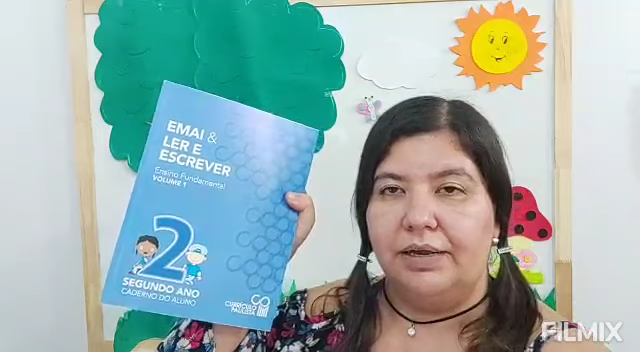 EMAI &
LER E
ESCREVER
Ensino Fundamental
VOLUME 1
2
SEGUNDO ANO
CADERNO DO ALUNO
CURRÍCULO
PAULISTA
FILMIX